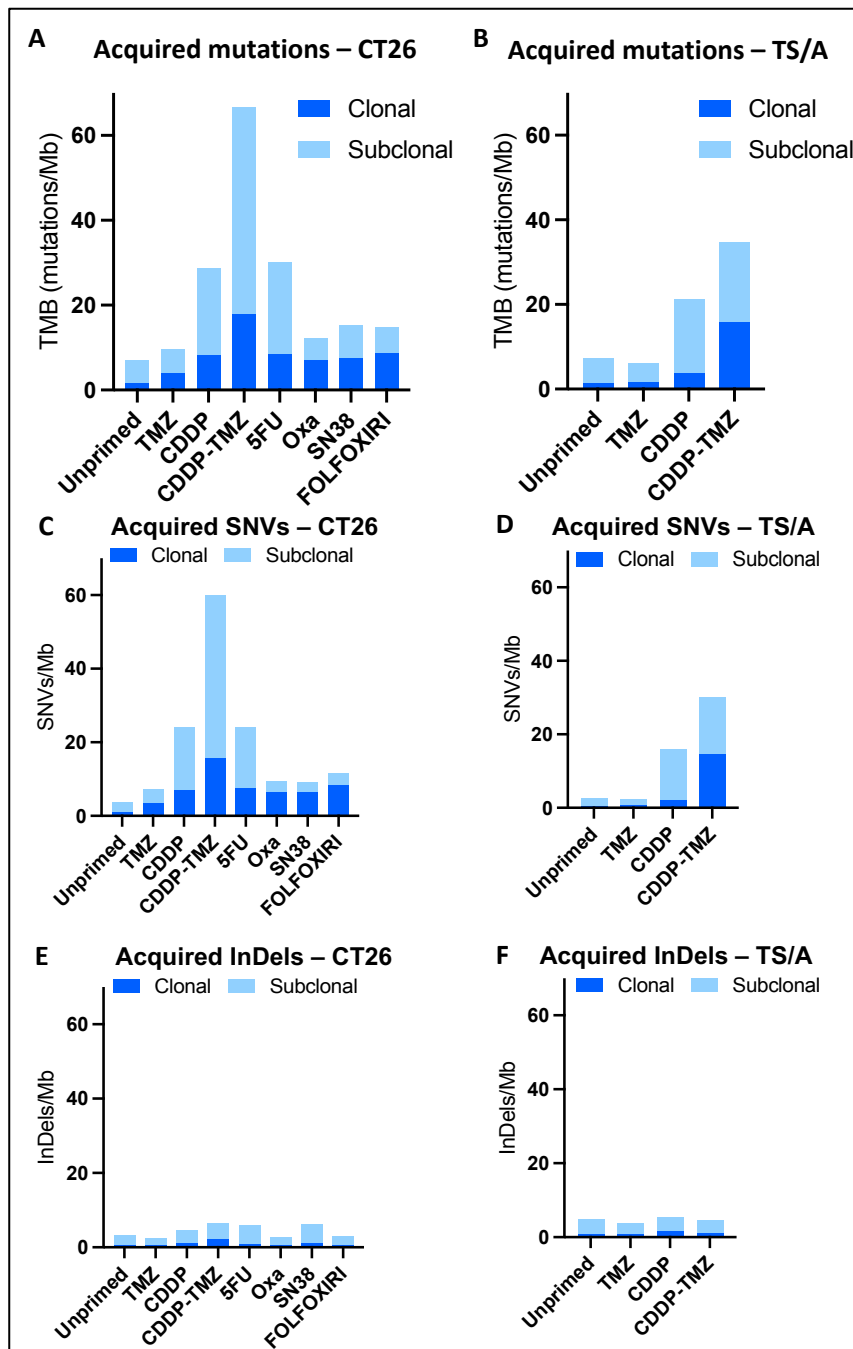 A Acquired mutations – CT26
Clonal
Subclonal
TMB (mutations/Mb)
60
40
20
0
Unprimed
TMZ
CDDP
CDDP-TMZ
5FU
Oxa
SN38
FOLFOXIRI
B Acquired mutations – TS/A
Clonal
Subclonal
TMB (mutations/Mb)
60
40
20
0
Unprimed
TMZ
CDDP
CDDP-TMZ
C Acquired SNVs – CT26
Clonal Subclonal
SNVs/Mb
60
40
20
0
Unprimed
TMZ
CDDP
CDDP-TMZ
5FU
Oxa
SN38
FOLFOXIRI
D Acquired SNVs – TS/A
Clonal Subclonal
SNVs/Mb
60
40
20
0
Unprimed
TMZ
CDDP
CDDP-TMZ
E Acquired InDels – CT26
Clonal Subclonal
InDels/Mb
60
40
20
0
Unprimed
TMZ
CDDP
CDDP-TMZ
5FU
Oxa
SN38
FOLFOXIRI
F Acquired InDels – TS/A
Clonal Subclonal
InDels/Mb
60
40
20
0
Unprimed
TMZ
CDDP
CDDP-TMZ